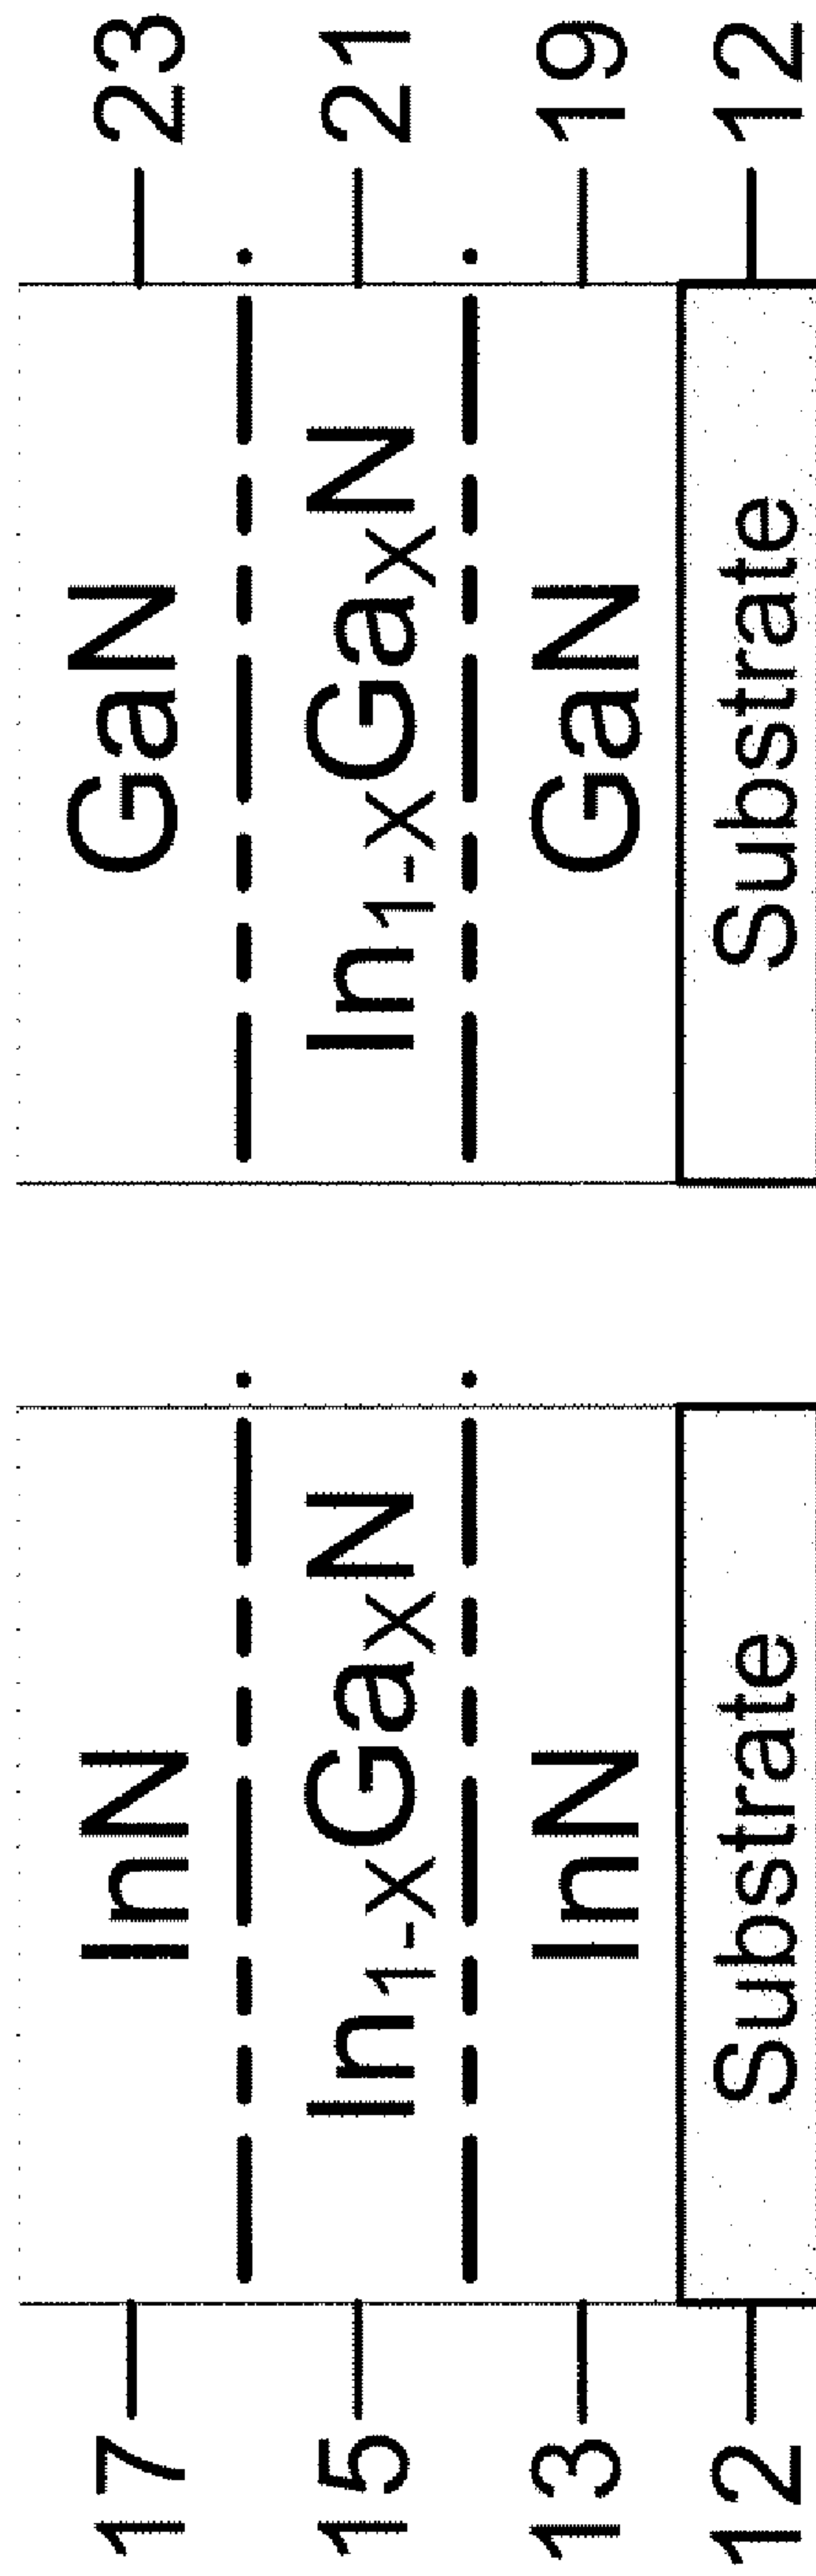 17 InN GaN 23
15 In₁₋ₓGaₓN In₁₋ₓGaₓN 21
13 InN GaN 19
12 Substrate Substrate 12